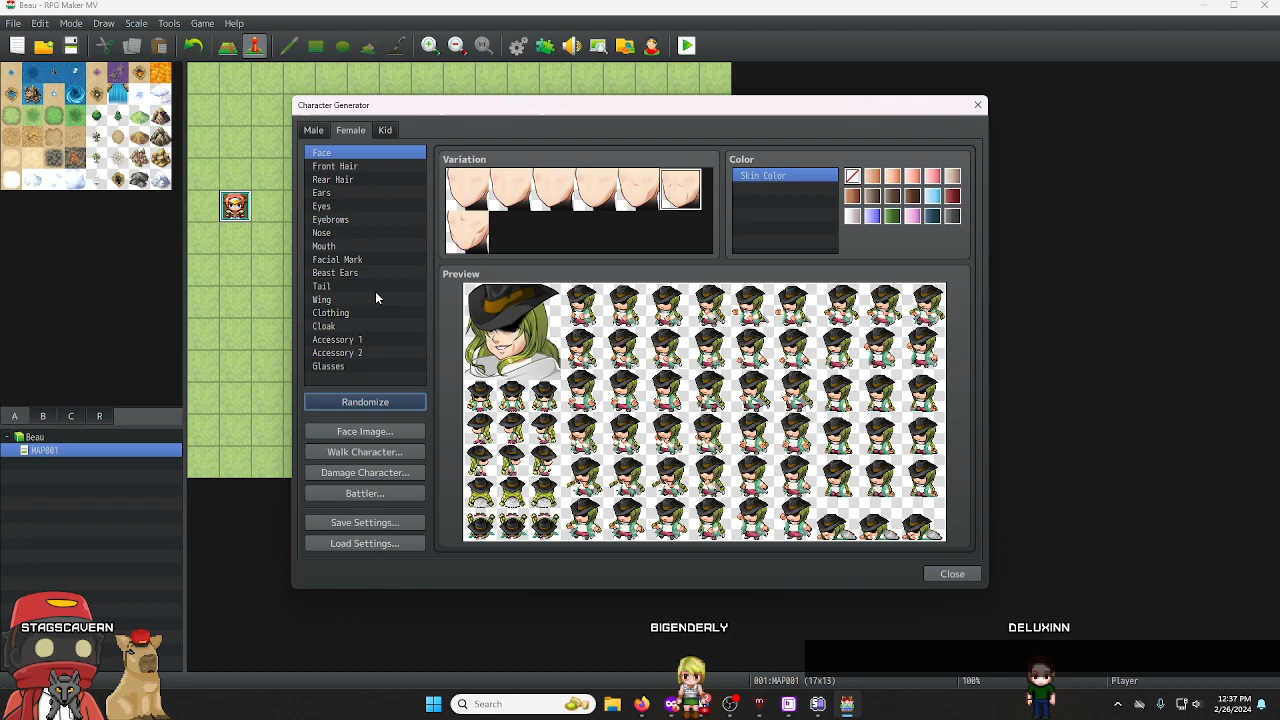 Beau - RPG Maker MV
File Edit Mode Draw Scale Tools Game Help
Character Generator
Male Female Kid
Face
Front Hair
Rear Hair
Ears
Eyes
Eyebrows
Nose
Mouth
Facial Mark
Beast Ears
Tail
Wing
Clothing
Cloak
Accessory 1
Accessory 2
Glasses
Randomize
Face Image...
Walk Character...
Damage Character...
Battler...
Save Settings...
Load Settings...
Variation
Color
Skin Color
Preview
Close
A B C R
Beau
MAP001
STAGSCAVERN
BIGENDERLY
DELUXINN
001:MAP001 (17x13) 100% Player
Search
12:37 PM
2/26/2024